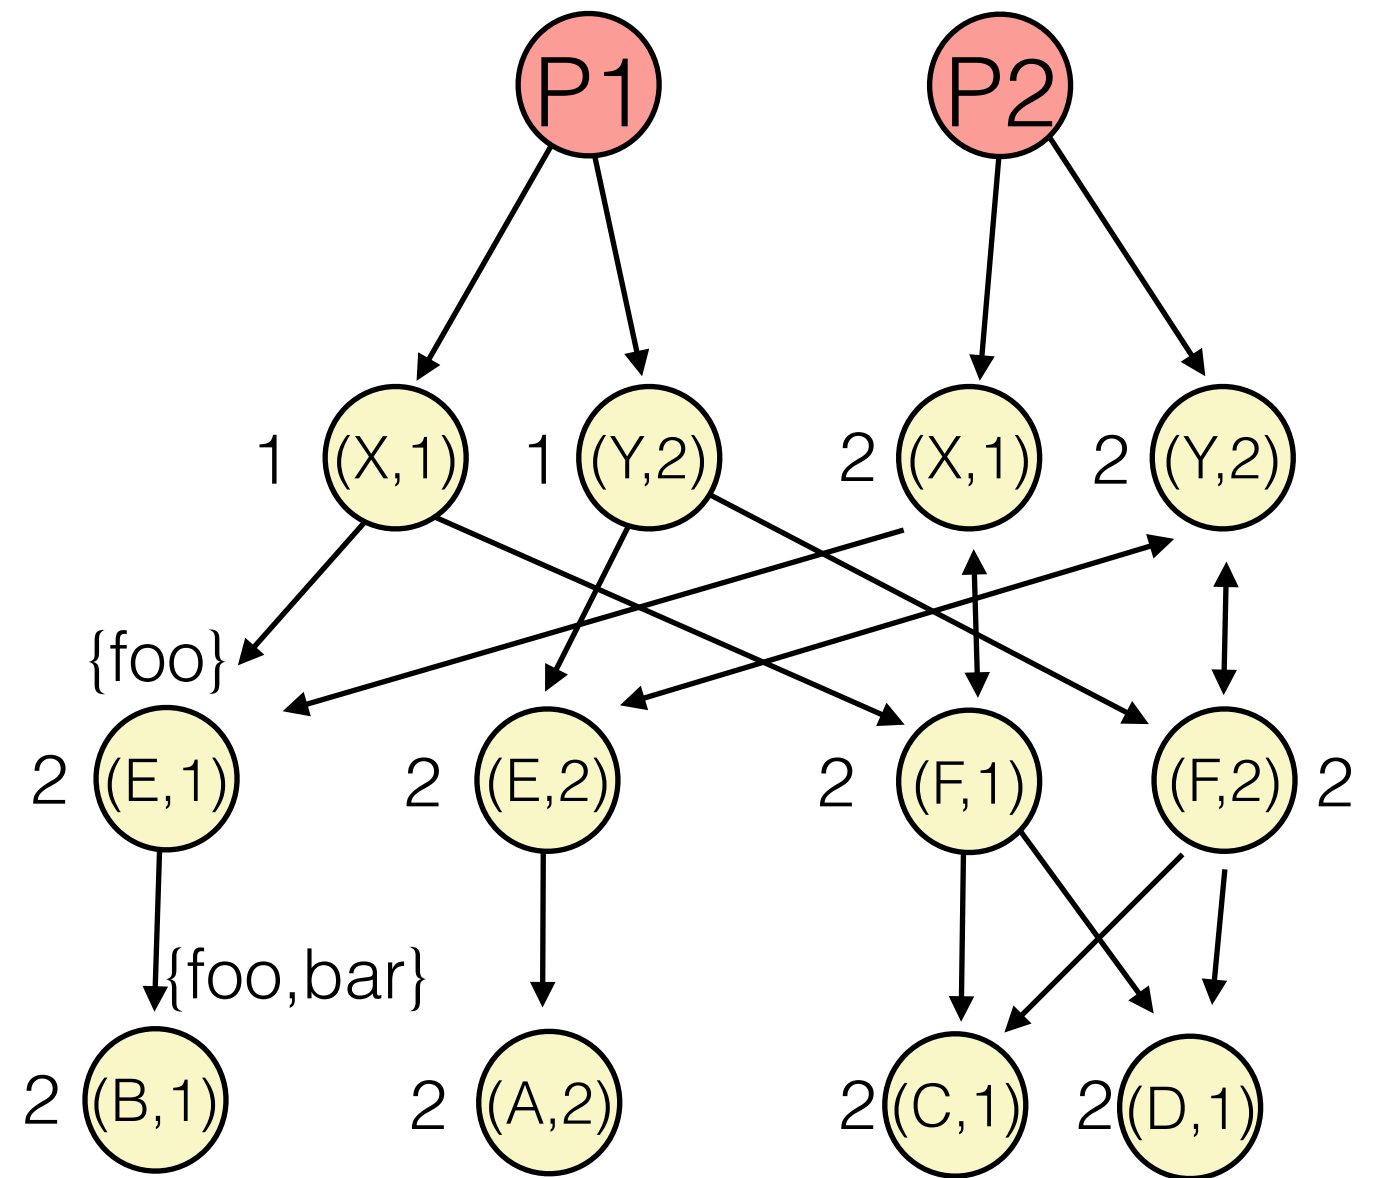 P1 P2
1 (X,1) 1 (Y,2) 2 (X,1) 2 (Y,2)
{foo}
2 (E,1) 2 (E,2) 2 (F,1) (F,2) 2
{foo,bar}
2 (B,1) 2 (A,2) 2 (C,1) 2 (D,1)